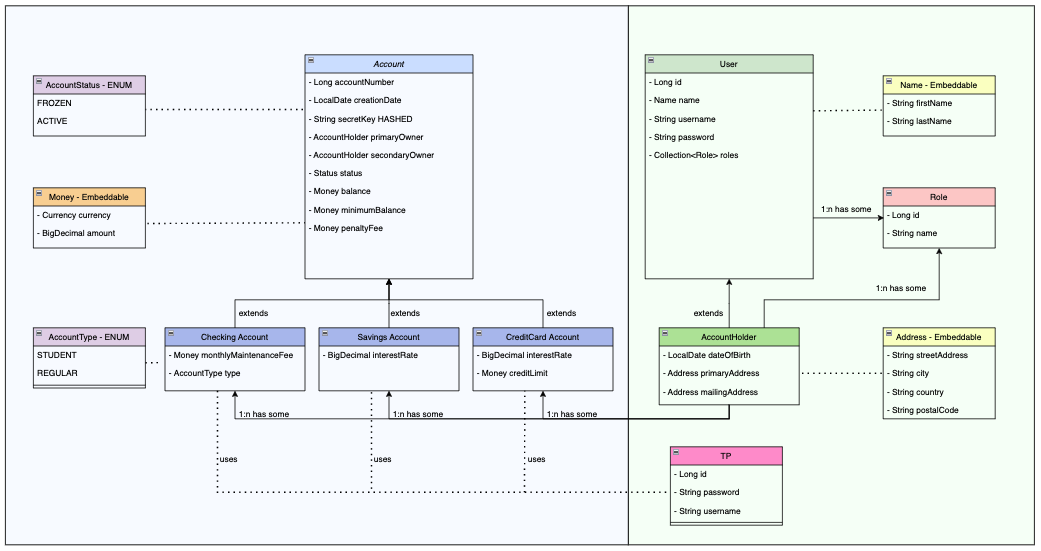 AccountStatus - ENUM
FROZEN
ACTIVE
Money - Embeddable
- Currency currency
- BigDecimal amount
AccountType - ENUM
STUDENT
REGULAR
Account
- Long accountNumber
- LocalDate creationDate
- String secretKey HASHED
- AccountHolder primaryOwner
- AccountHolder secondaryOwner
- Status status
- Money balance
- Money minimumBalance
- Money penaltyFee
extends
extends
extends
Checking Account
- Money monthlyMaintenanceFee
- AccountType type
Savings Account
- BigDecimal interestRate
CreditCard Account
- BigDecimal interestRate
- Money creditLimit
1:n has some
1:n has some
1:n has some
uses
uses
uses
User
- Long id
- Name name
- String username
- String password
- Collection<Role> roles
Name - Embeddable
- String firstName
- String lastName
1:n has some
Role
- Long id
- String name
1:n has some
extends
AccountHolder
- LocalDate dateOfBirth
- Address primaryAddress
- Address mailingAddress
Address - Embeddable
- String streetAddress
- String city
- String country
- String postalCode
TP
- Long id
- String password
- String username